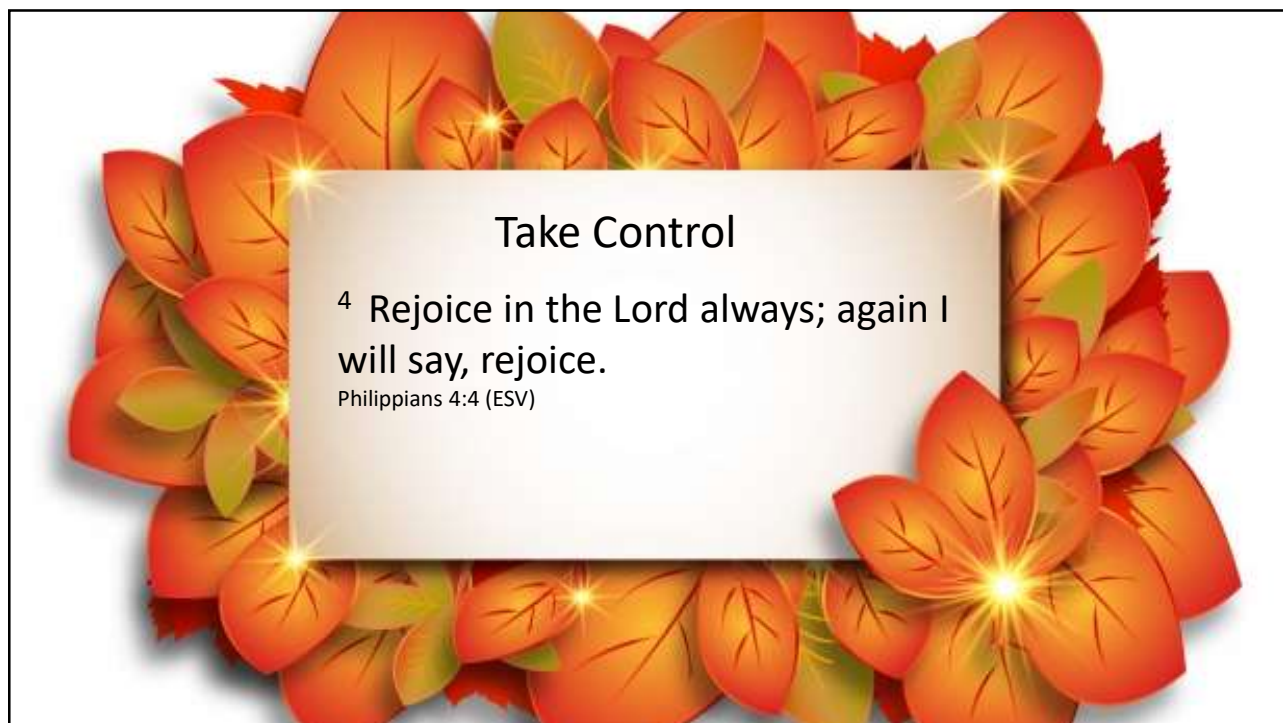 Take Control
4 Rejoice in the Lord always; again I
will say, rejoice.
Philippians 4:4 (ESV)